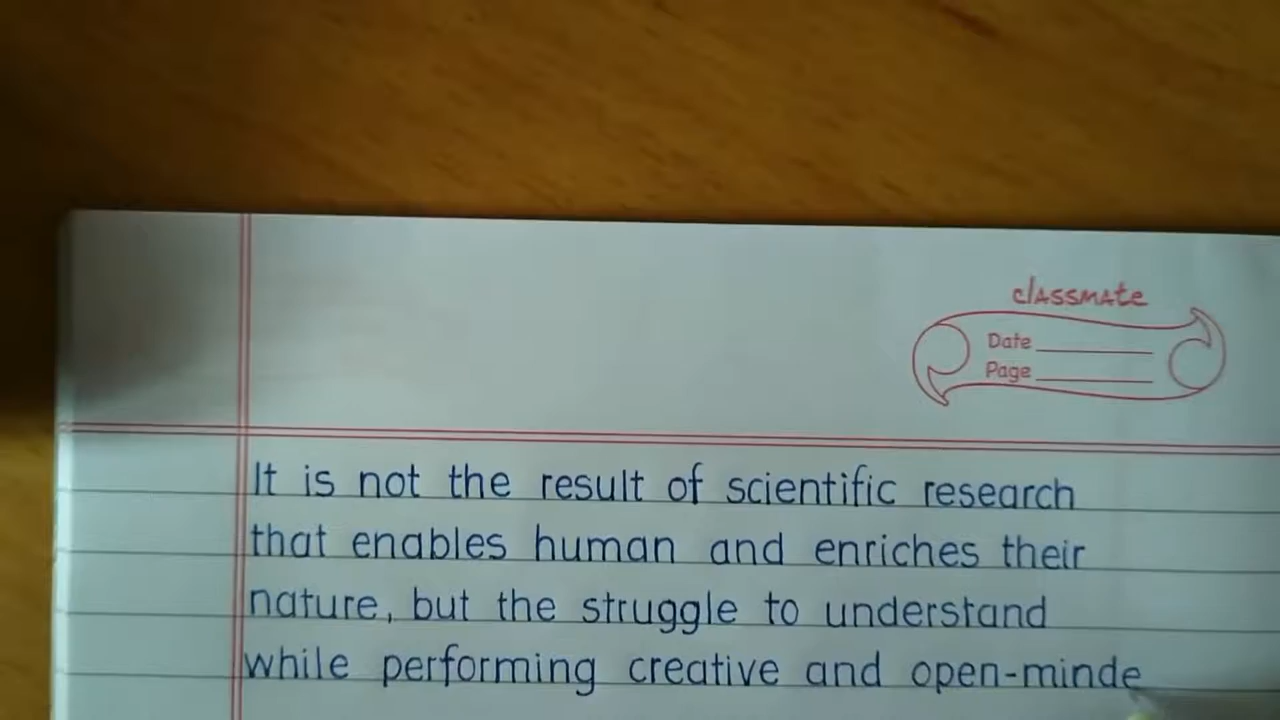 classmate
Date
Page
It is not the result of scientific research
that enables human and enriches their
nature, but the struggle to understand
while performing creative and open-minde